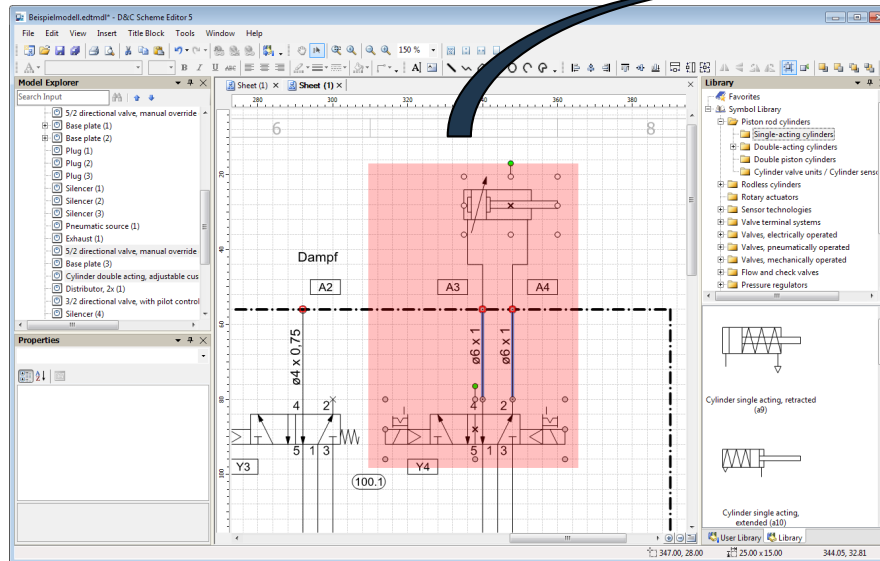 Beispielmodell.edtmdl* - D&C Scheme Editor 5
File Edit View Insert Title Block Tools Window Help
150 %
A B I U ABC A
Model Explorer
Search Input
5/2 directional valve, manual override
Base plate (1)
Base plate (2)
Plug (1)
Plug (2)
Plug (3)
Silencer (1)
Silencer (2)
Silencer (3)
Pneumatic source (1)
Exhaust (1)
5/2 directional valve, manual override
Base plate (3)
Cylinder double acting, adjustable cus
Distributor, 2x (1)
3/2 directional valve, with pilot control
Silencer (4)
Properties
Sheet (1) Sheet (1)
280 300 320 340 360 380
6 8
20
40
60
80
100
Dampf
A2 A3 A4
ø4 x 0,75 ø6 x 1 ø6 x 1
4 2 4 2
5 1 3 5 1 3
Y3 Y4
100.1
Library
Favorites
Symbol Library
Piston rod cylinders
Single-acting cylinders
Double-acting cylinders
Double piston cylinders
Cylinder valve units / Cylinder senso
Rodless cylinders
Rotary actuators
Sensor technologies
Valve terminal systems
Valves, electrically operated
Valves, pneumatically operated
Valves, mechanically operated
Flow and check valves
Pressure regulators
Cylinder single acting, retracted
(a9)
Cylinder single acting,
extended (a10)
User Library Library
347.00, 28.00 25.00 x 15.00 344.05, 32.81